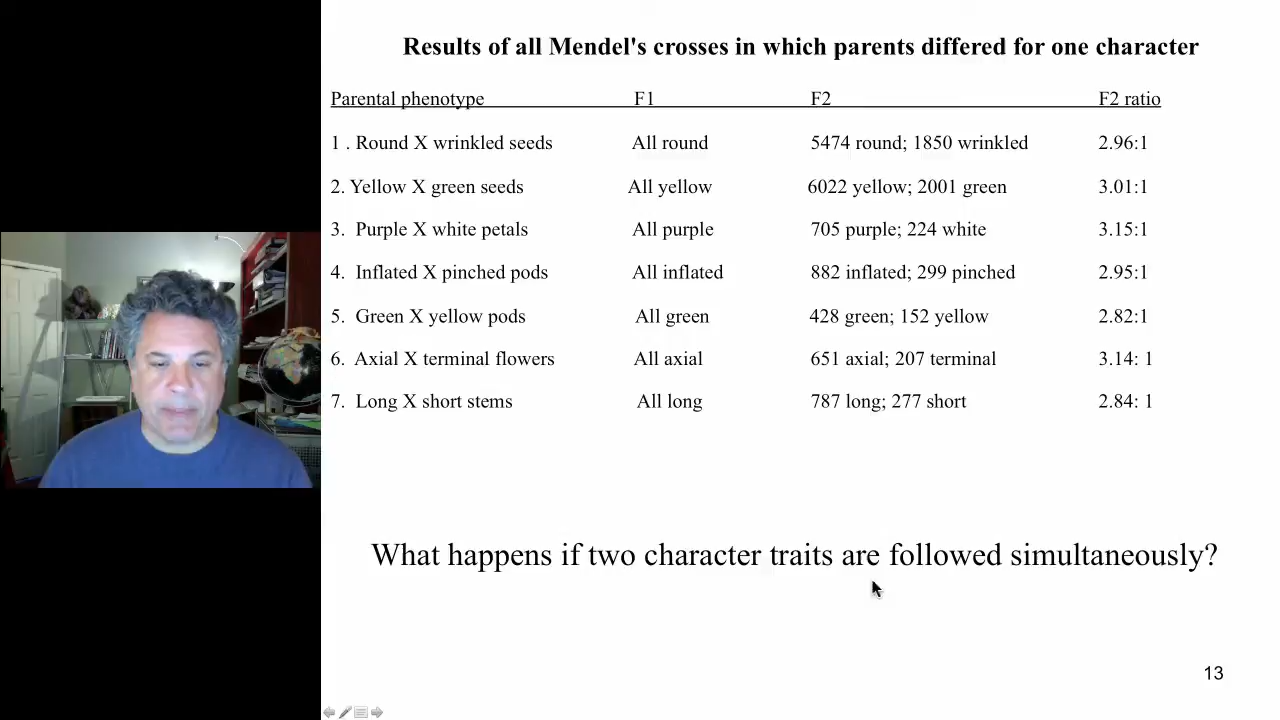 Results of all Mendel's crosses in which parents differed for one character
Parental phenotype F1 F2 F2 ratio
1 . Round X wrinkled seeds All round 5474 round; 1850 wrinkled 2.96:1
2. Yellow X green seeds All yellow 6022 yellow; 2001 green 3.01:1
3. Purple X white petals All purple 705 purple; 224 white 3.15:1
4. Inflated X pinched pods All inflated 882 inflated; 299 pinched 2.95:1
5. Green X yellow pods All green 428 green; 152 yellow 2.82:1
6. Axial X terminal flowers All axial 651 axial; 207 terminal 3.14: 1
7. Long X short stems All long 787 long; 277 short 2.84: 1
What happens if two character traits are followed simultaneously?
13